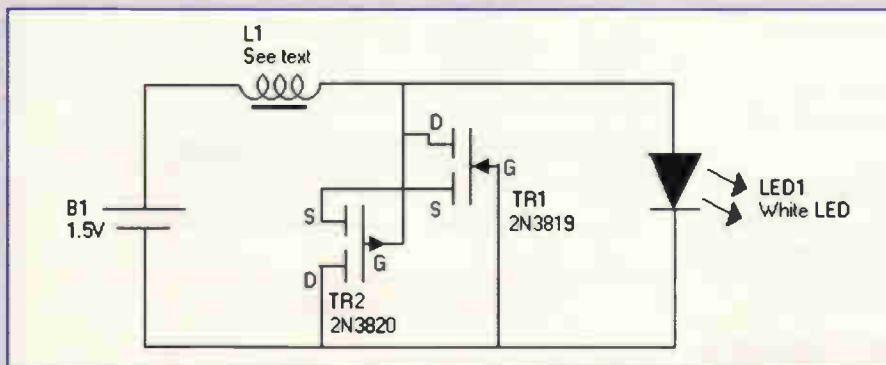 L1
See text
D
G
B1
1.5V
S
S
TR1
2N3819
LED1
White LED
G
D
TR2
2N3820